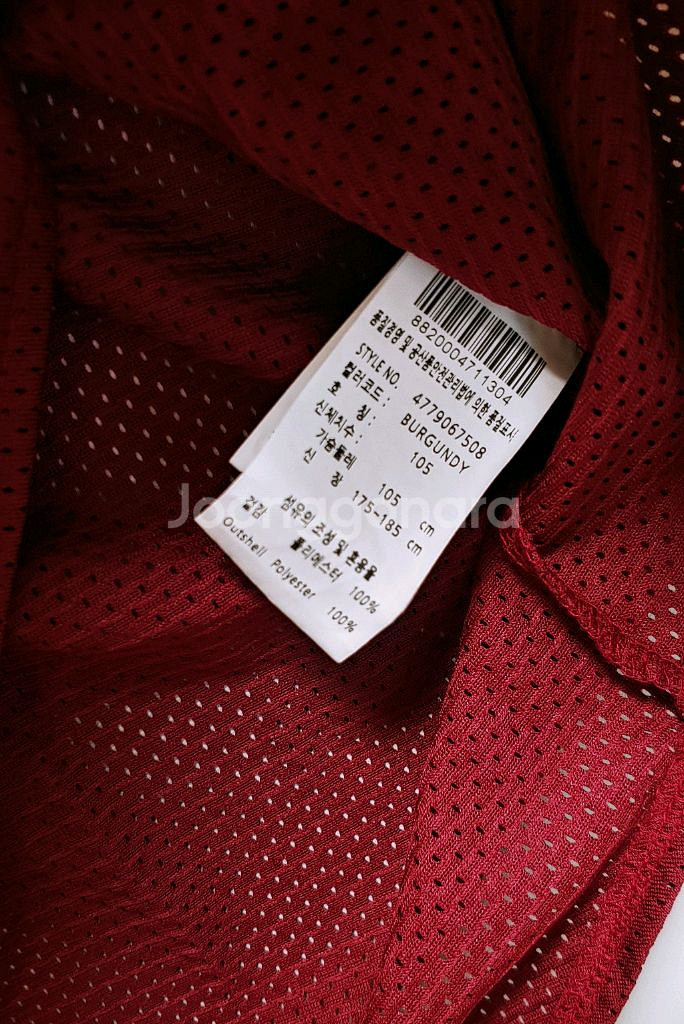 8820004711304
품질경영 및 공산품안전관리법에 의한 품질표시
STYLE NO. 4779067508
컬러코드 : BURGUNDY
호 칭 : 105
신체치수 :
가슴둘레 105 cm
신 장 175-185 cm
섬유의 조성 및 혼용율
겉감 폴리에스터 100%
Outshell Polyester 100%
Joonggonara